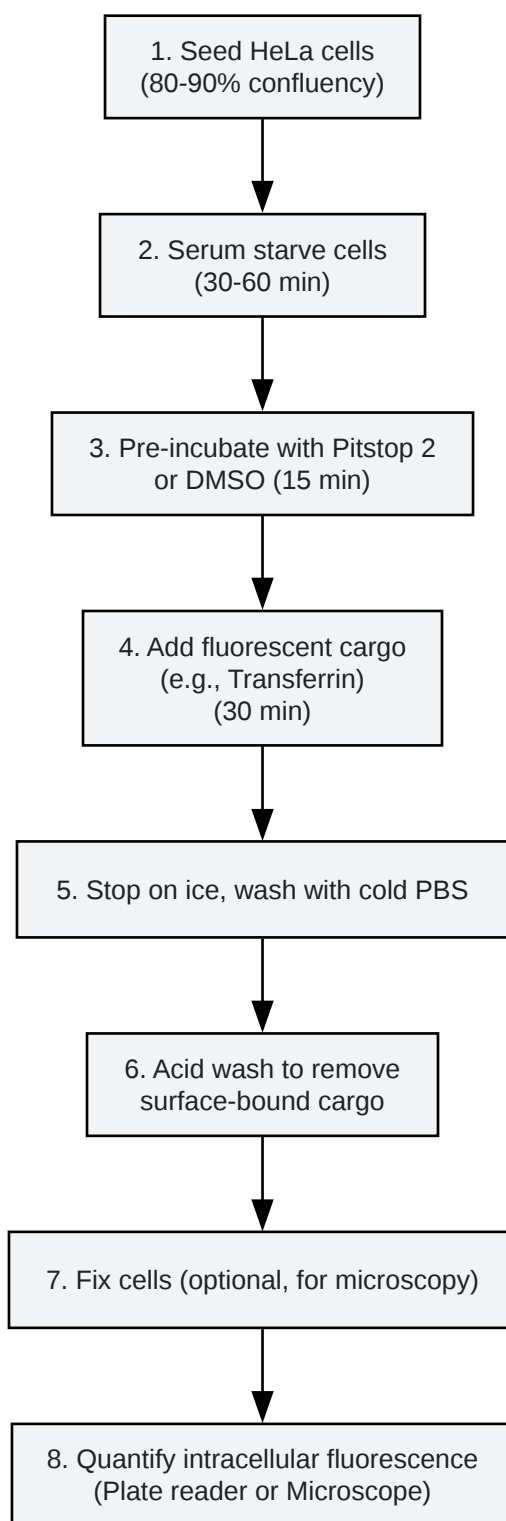 1. Seed HeLa cells
(80-90% confluency)
2. Serum starve cells
(30-60 min)
3. Pre-incubate with Pitstop 2
or DMSO (15 min)
4. Add fluorescent cargo
(e.g., Transferrin)
(30 min)
5. Stop on ice, wash with cold PBS
6. Acid wash to remove
surface-bound cargo
7. Fix cells (optional, for microscopy)
8. Quantify intracellular fluorescence
(Plate reader or Microscope)